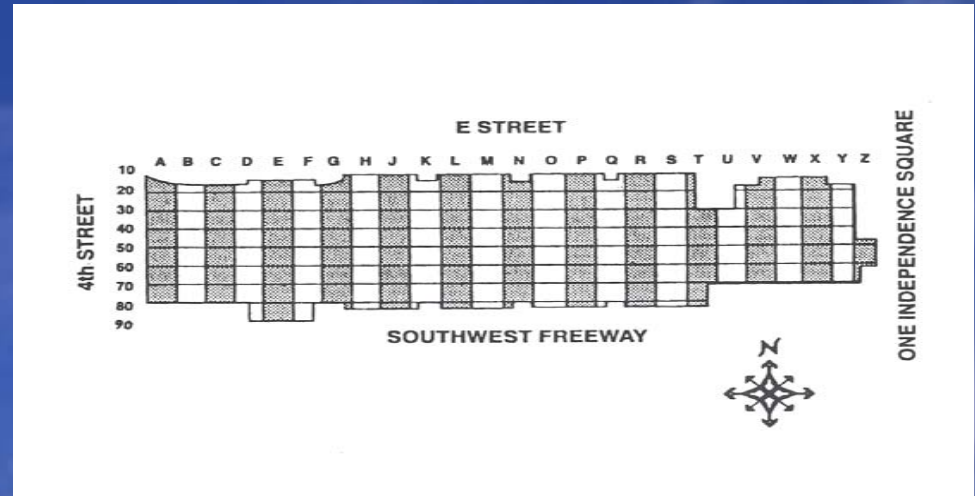 E STREET
A B C D E F G H J K L M N O P Q R S T U V W X Y Z
10
20
30
40
50
60
70
80
90
4th STREET
ONE INDEPENDENCE SQUARE
SOUTHWEST FREEWAY
N